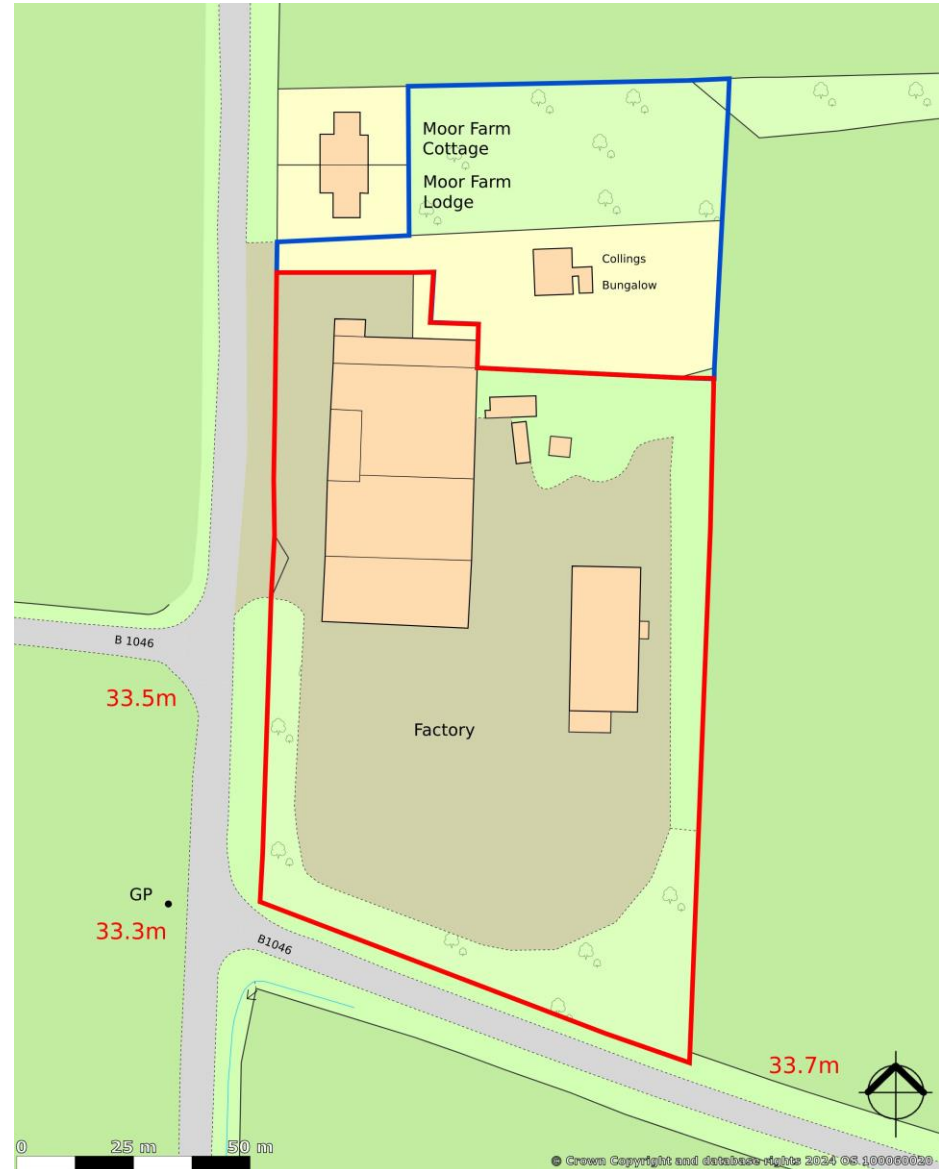 Moor Farm
Cottage
Moor Farm
Lodge
Collings
Bungalow
B 1046
33.5m
Factory
GP
33.3m
B1046
33.7m
0 25 m 50 m
© Crown Copyright and database rights 2024 OS 100060020